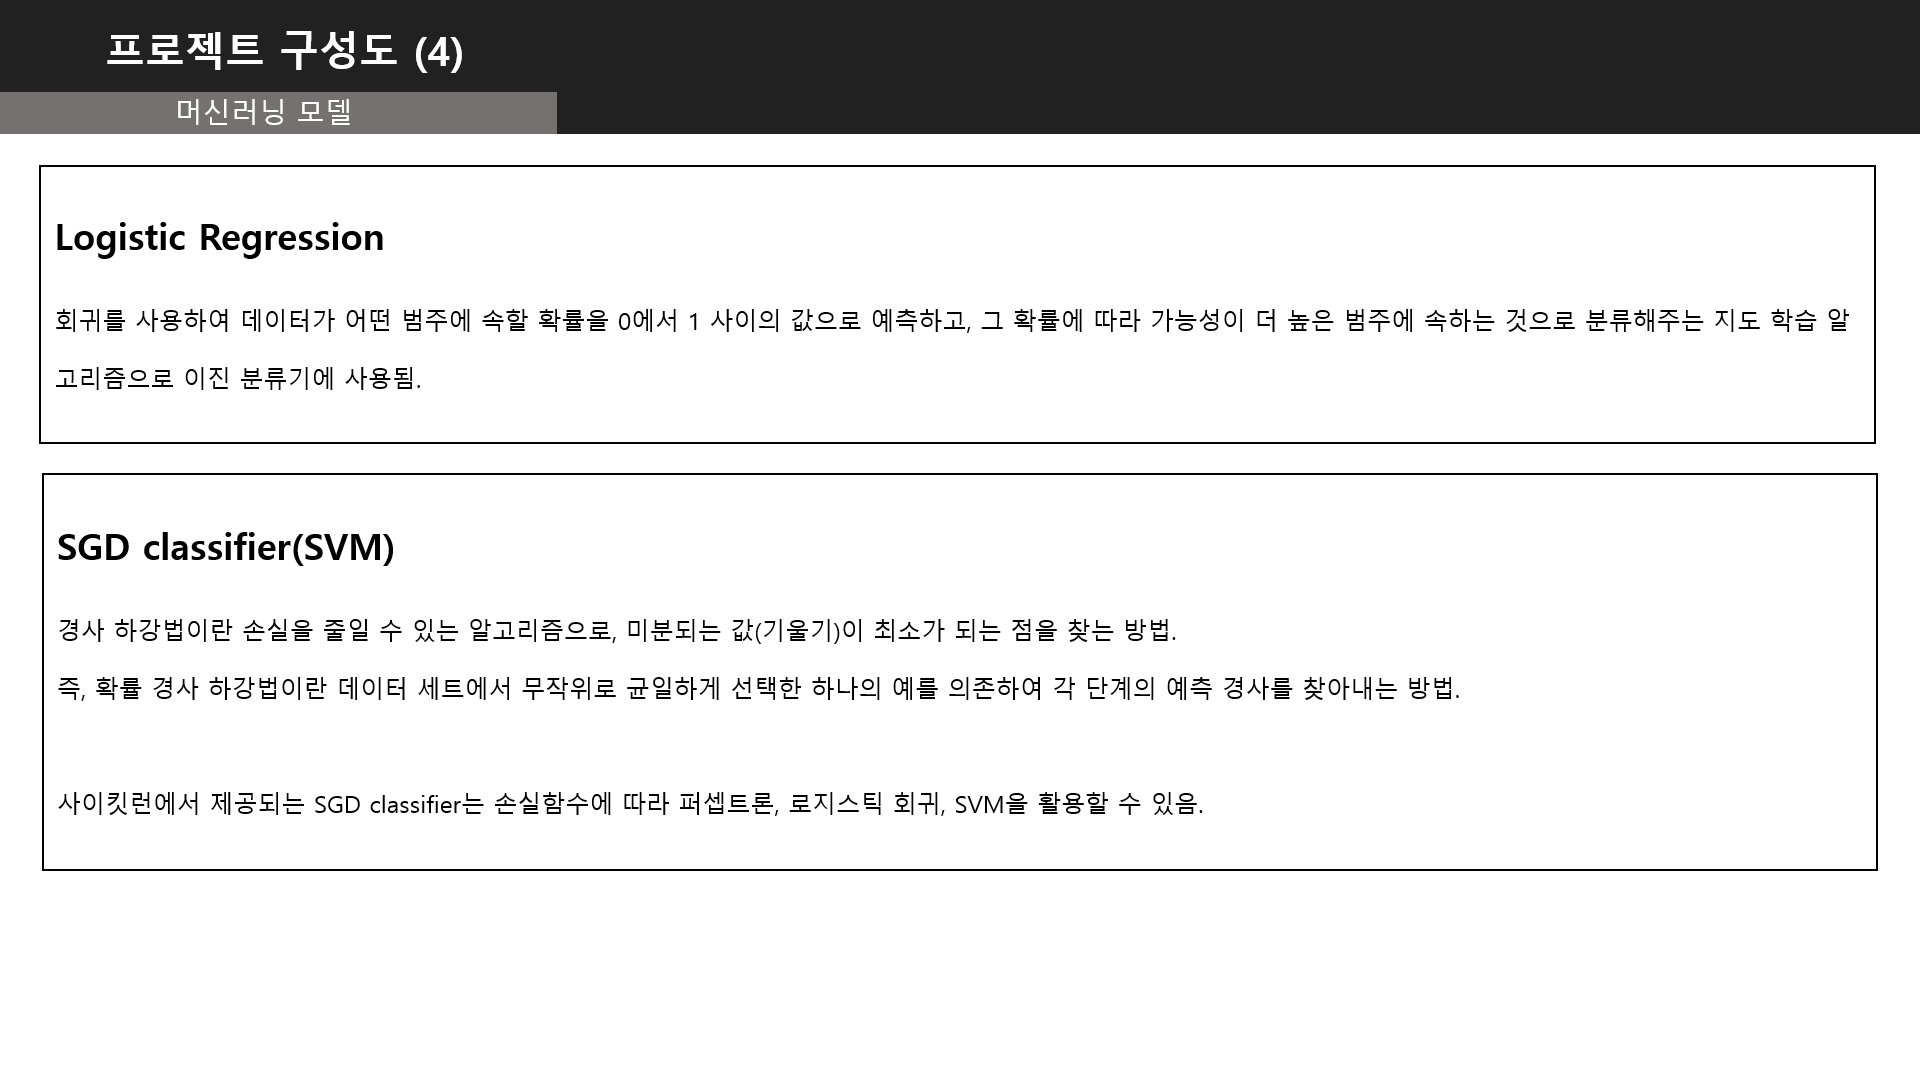 프로젝트 구성도 (4)
머신러닝 모델
Logistic Regression
회귀를 사용하여 데이터가 어떤 범주에 속할 확률을 0에서 1 사이의 값으로 예측하고, 그 확률에 따라 가능성이 더 높은 범주에 속하는 것으로 분류해주는 지도 학습 알
고리즘으로 이진 분류기에 사용됨.
SGD classifier(SVM)
경사 하강법이란 손실을 줄일 수 있는 알고리즘으로, 미분되는 값(기울기)이 최소가 되는 점을 찾는 방법.
즉, 확률 경사 하강법이란 데이터 세트에서 무작위로 균일하게 선택한 하나의 예를 의존하여 각 단계의 예측 경사를 찾아내는 방법.
사이킷런에서 제공되는 SGD classifier는 손실함수에 따라 퍼셉트론, 로지스틱 회귀, SVM을 활용할 수 있음.